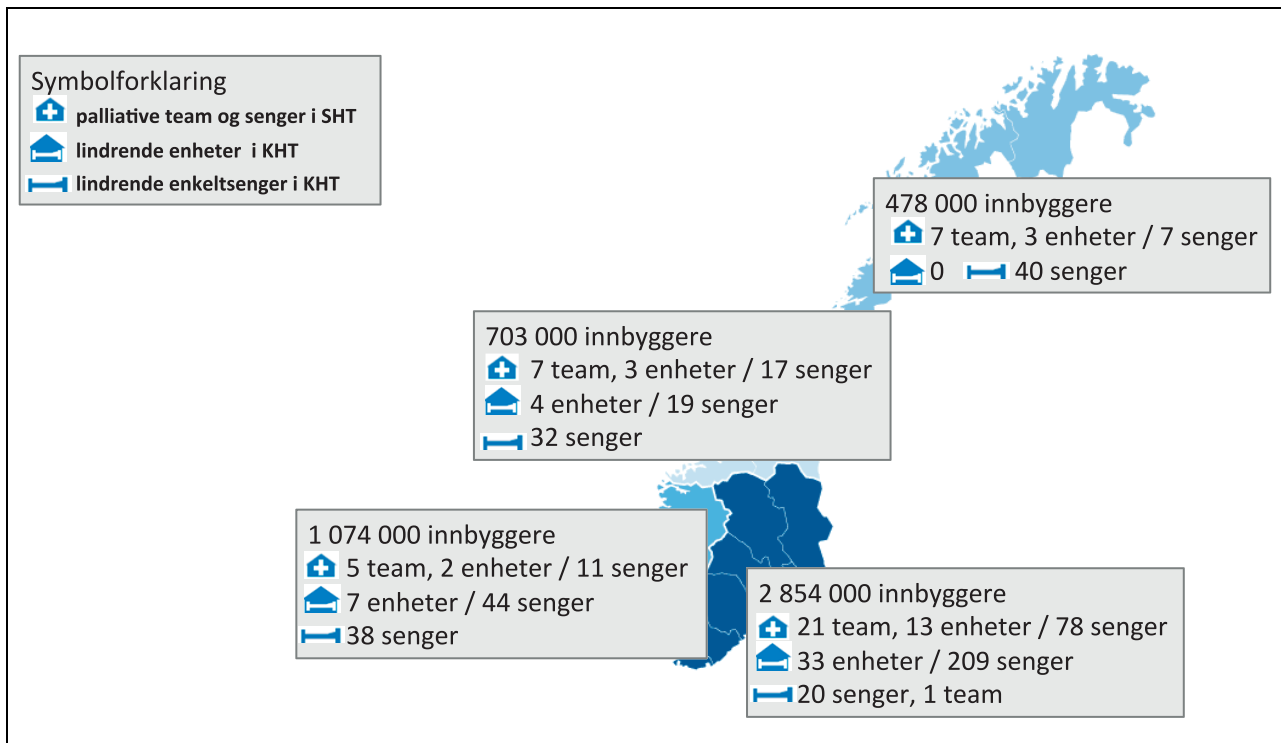 Symbolforklaring
palliative team og senger i SHT
lindrende enheter i KHT
lindrende enkeltsenger i KHT
478 000 innbyggere
7 team, 3 enheter / 7 senger
0 40 senger
703 000 innbyggere
7 team, 3 enheter / 17 senger
4 enheter / 19 senger
32 senger
1 074 000 innbyggere
5 team, 2 enheter / 11 senger
7 enheter / 44 senger
38 senger
2 854 000 innbyggere
21 team, 13 enheter / 78 senger
33 enheter / 209 senger
20 senger, 1 team